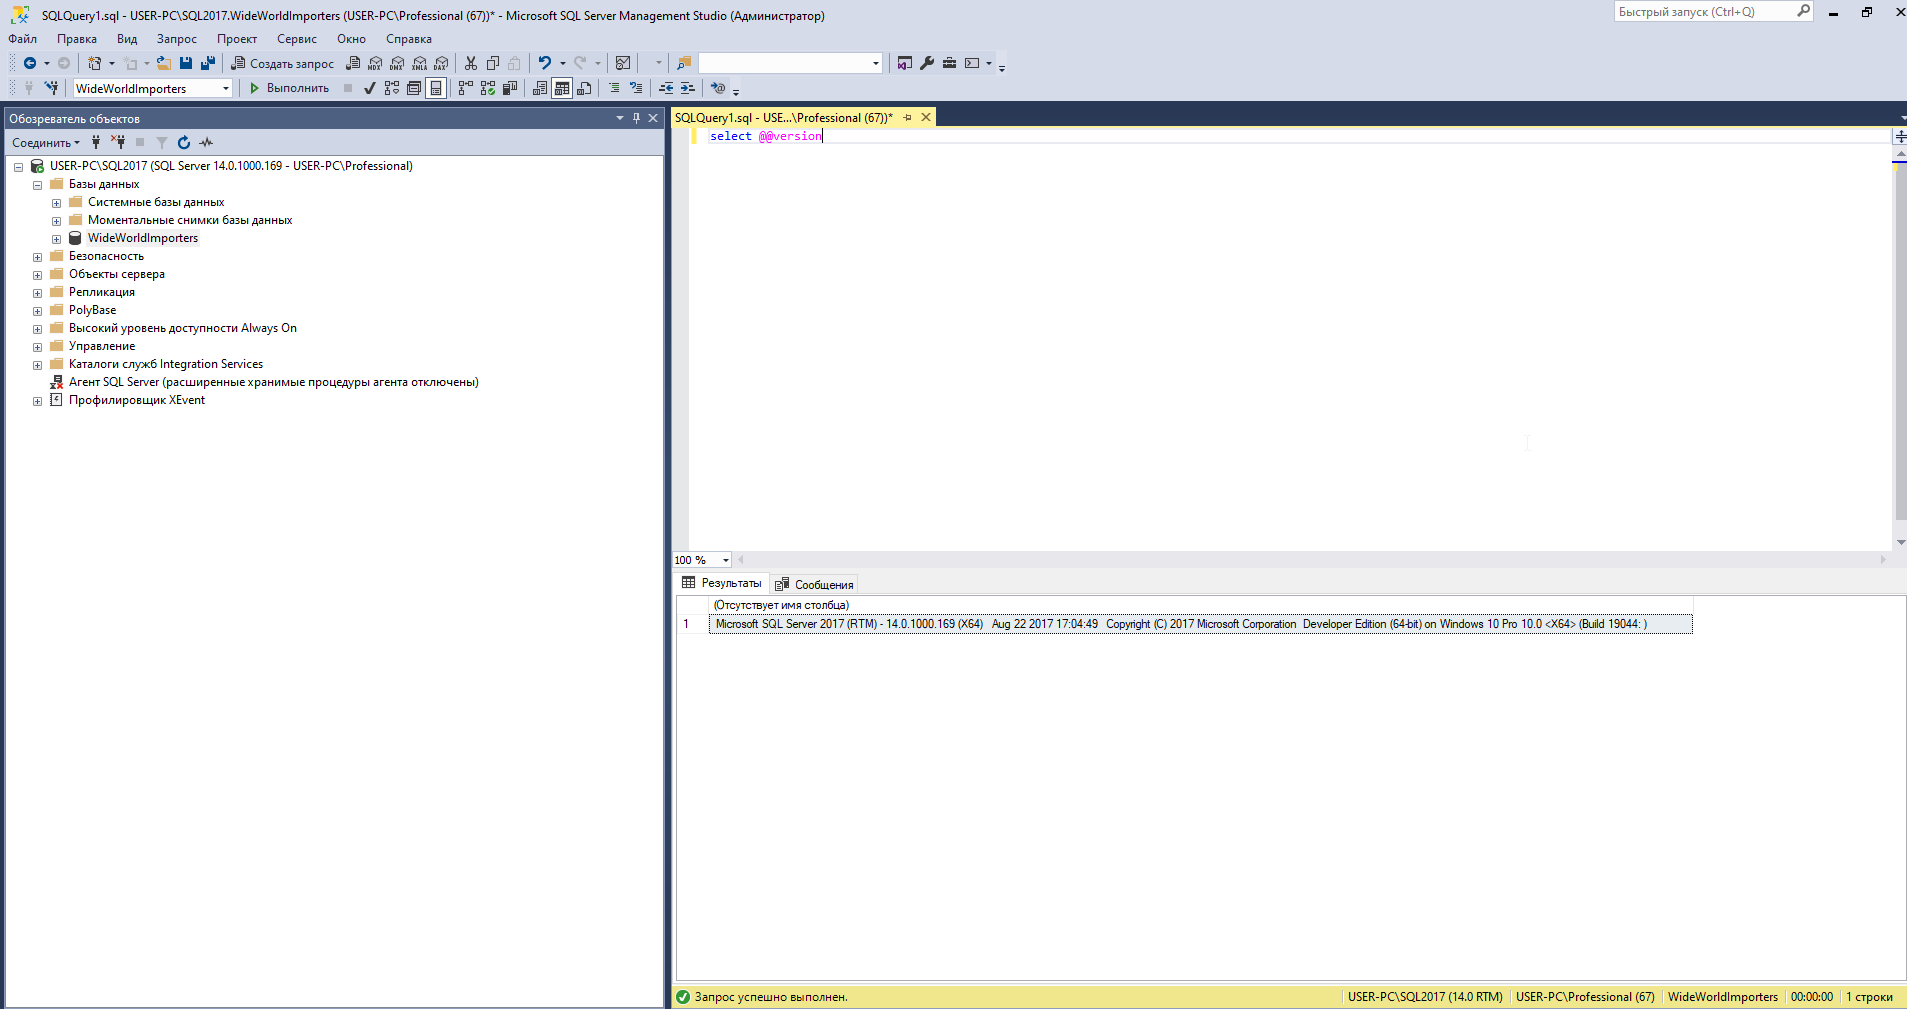 SQLQuery1.sql - USER-PC\SQL2017.WideWorldImporters (USER-PC\Professional (67))* - Microsoft SQL Server Management Studio (Администратор)
Быстрый запуск (Ctrl+Q)
Файл Правка Вид Запрос Проект Сервис Окно Справка
Создать запрос MDX DMX XMLA DAX
WideWorldImporters Выполнить
Обозреватель объектов
Соединить
USER-PC\SQL2017 (SQL Server 14.0.1000.169 - USER-PC\Professional)
Базы данных
Системные базы данных
Моментальные снимки базы данных
WideWorldImporters
Безопасность
Объекты сервера
Репликация
PolyBase
Высокий уровень доступности Always On
Управление
Каталоги служб Integration Services
Агент SQL Server (расширенные хранимые процедуры агента отключены)
Профилировщик XEvent
SQLQuery1.sql - USE...\Professional (67))*
select @@version
100 %
Результаты Сообщения
(Отсутствует имя столбца)
1 Microsoft SQL Server 2017 (RTM) - 14.0.1000.169 (X64) Aug 22 2017 17:04:49 Copyright (C) 2017 Microsoft Corporation Developer Edition (64-bit) on Windows 10 Pro 10.0 <X64> (Build 19044: )
Запрос успешно выполнен. USER-PC\SQL2017 (14.0 RTM) USER-PC\Professional (67) WideWorldImporters 00:00:00 1 строки